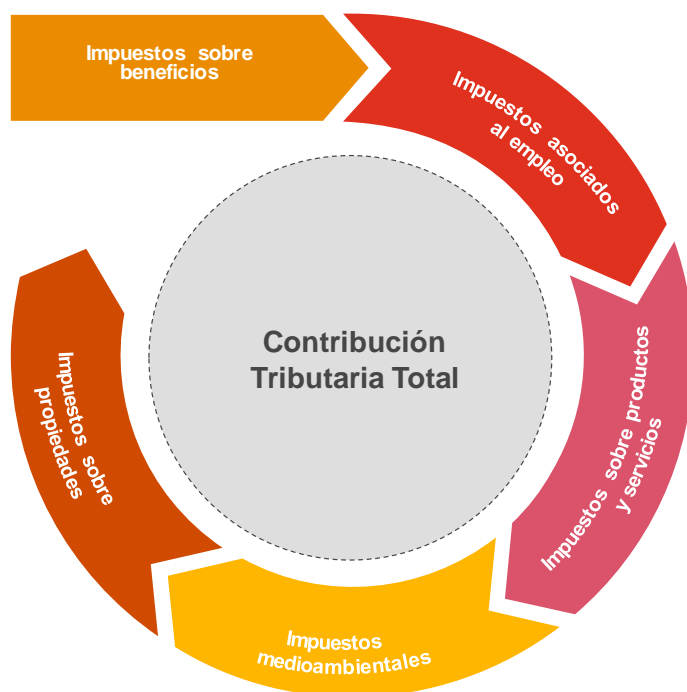 Impuestos sobre
beneficios
Impuestos asociados
al empleo
Impuestos sobre productos
y servicios
Impuestos
medioambientales
Impuestos sobre
propiedades
Contribución
Tributaria Total